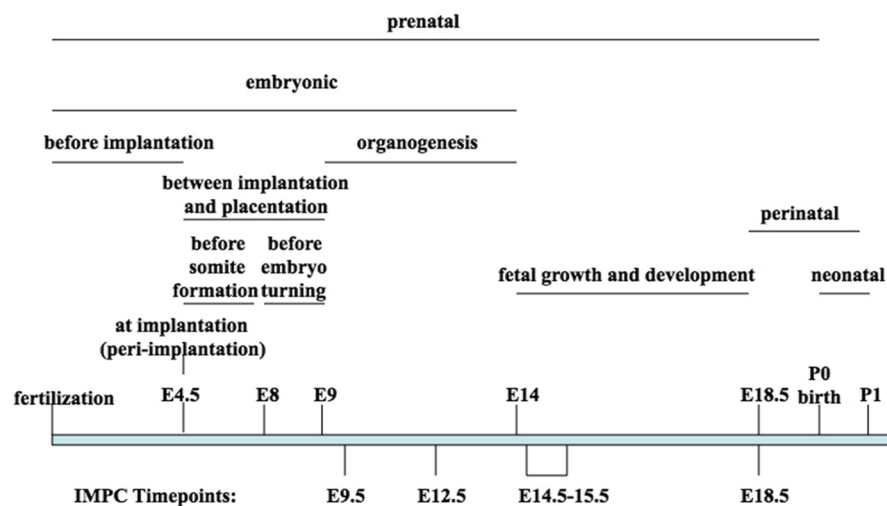 prenatal
embryonic
before implantation
organogenesis
between implantation
and placentation
perinatal
before
somite
formation
before
embryo
turning
fetal growth and development
neonatal
at implantation
(peri-implantation)
fertilization
E4.5
E8
E9
E14
E18.5
P0
birth
P1
IMPC Timepoints:
E9.5
E12.5
E14.5-15.5
E18.5